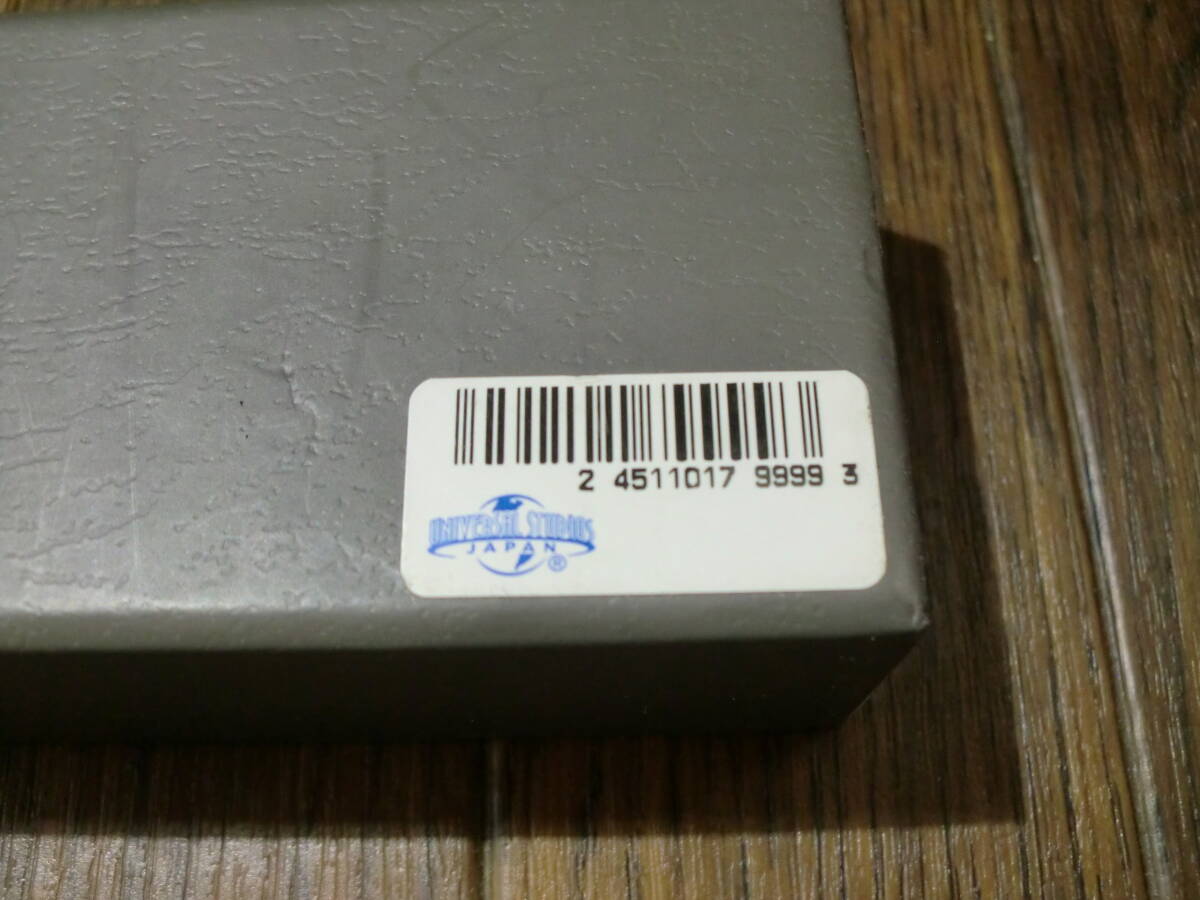 2 4511017 9999 3
UNIVERSAL STUDIOS
JAPAN
®